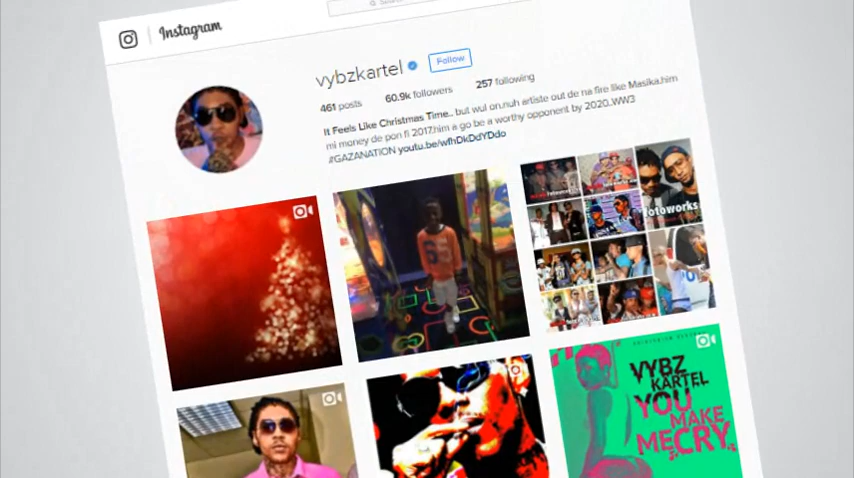 Instagram
Search
vybzkartel
Follow
461 posts 60.9k followers 257 following
It Feels Like Christmas Time.. but wul on.nuh artiste out de na fire like Masika.him
mi money de pon fi 2017.him a go be a worthy opponent by 2020..WW3
#GAZANATION youtu.be/wfhDkDdYDdo
fotoworks
VYBZ
KARTEL
YOU
MAKE
ME
CRY